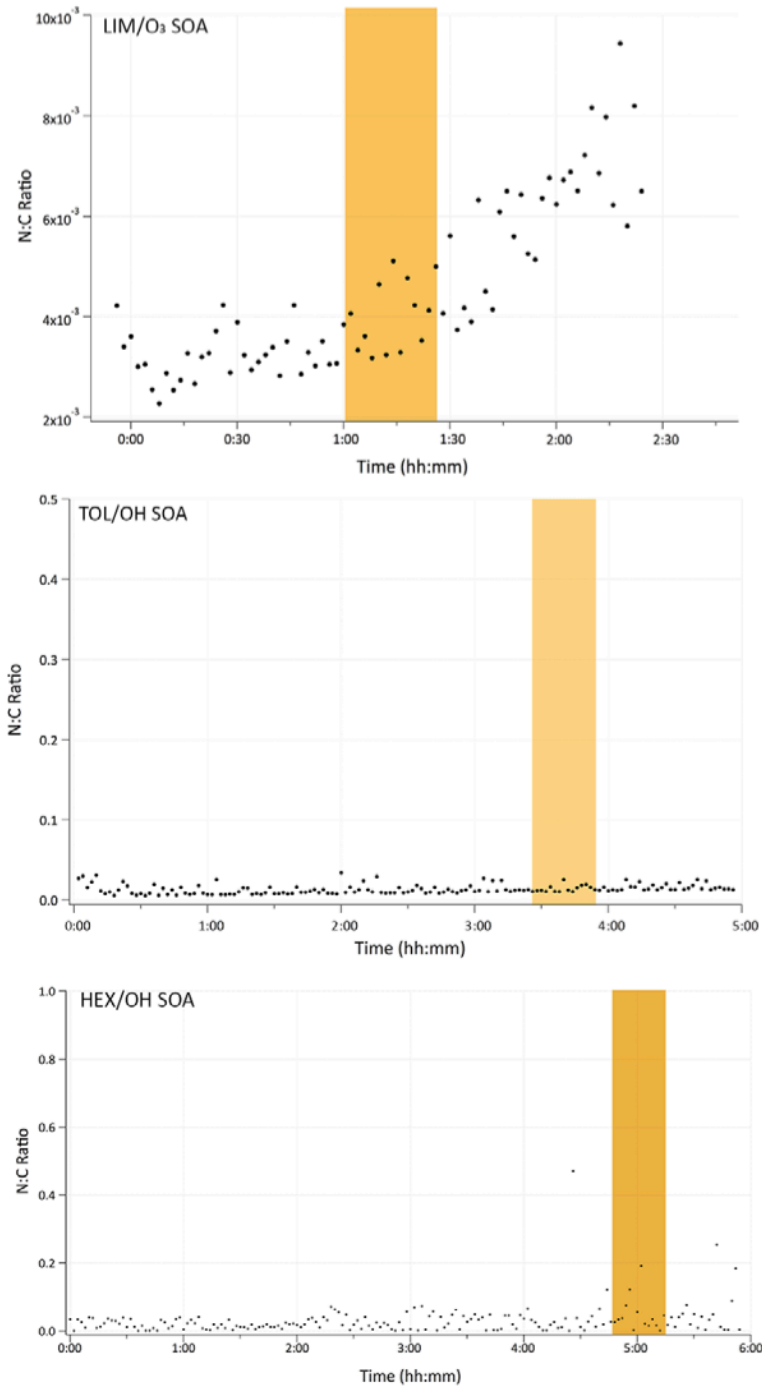 LIM/O₃ SOA
10x10⁻³
8x10⁻³
6x10⁻³
4x10⁻³
2x10⁻³
N:C Ratio
0:00 0:30 1:00 1:30 2:00 2:30
Time (hh:mm)
TOL/OH SOA
0.5
0.4
0.3
0.2
0.1
0.0
N:C Ratio
0:00 1:00 2:00 3:00 4:00 5:00
Time (hh:mm)
HEX/OH SOA
1.0
0.8
0.6
0.4
0.2
0.0
N:C Ratio
0:00 1:00 2:00 3:00 4:00 5:00 6:00
Time (hh:mm)